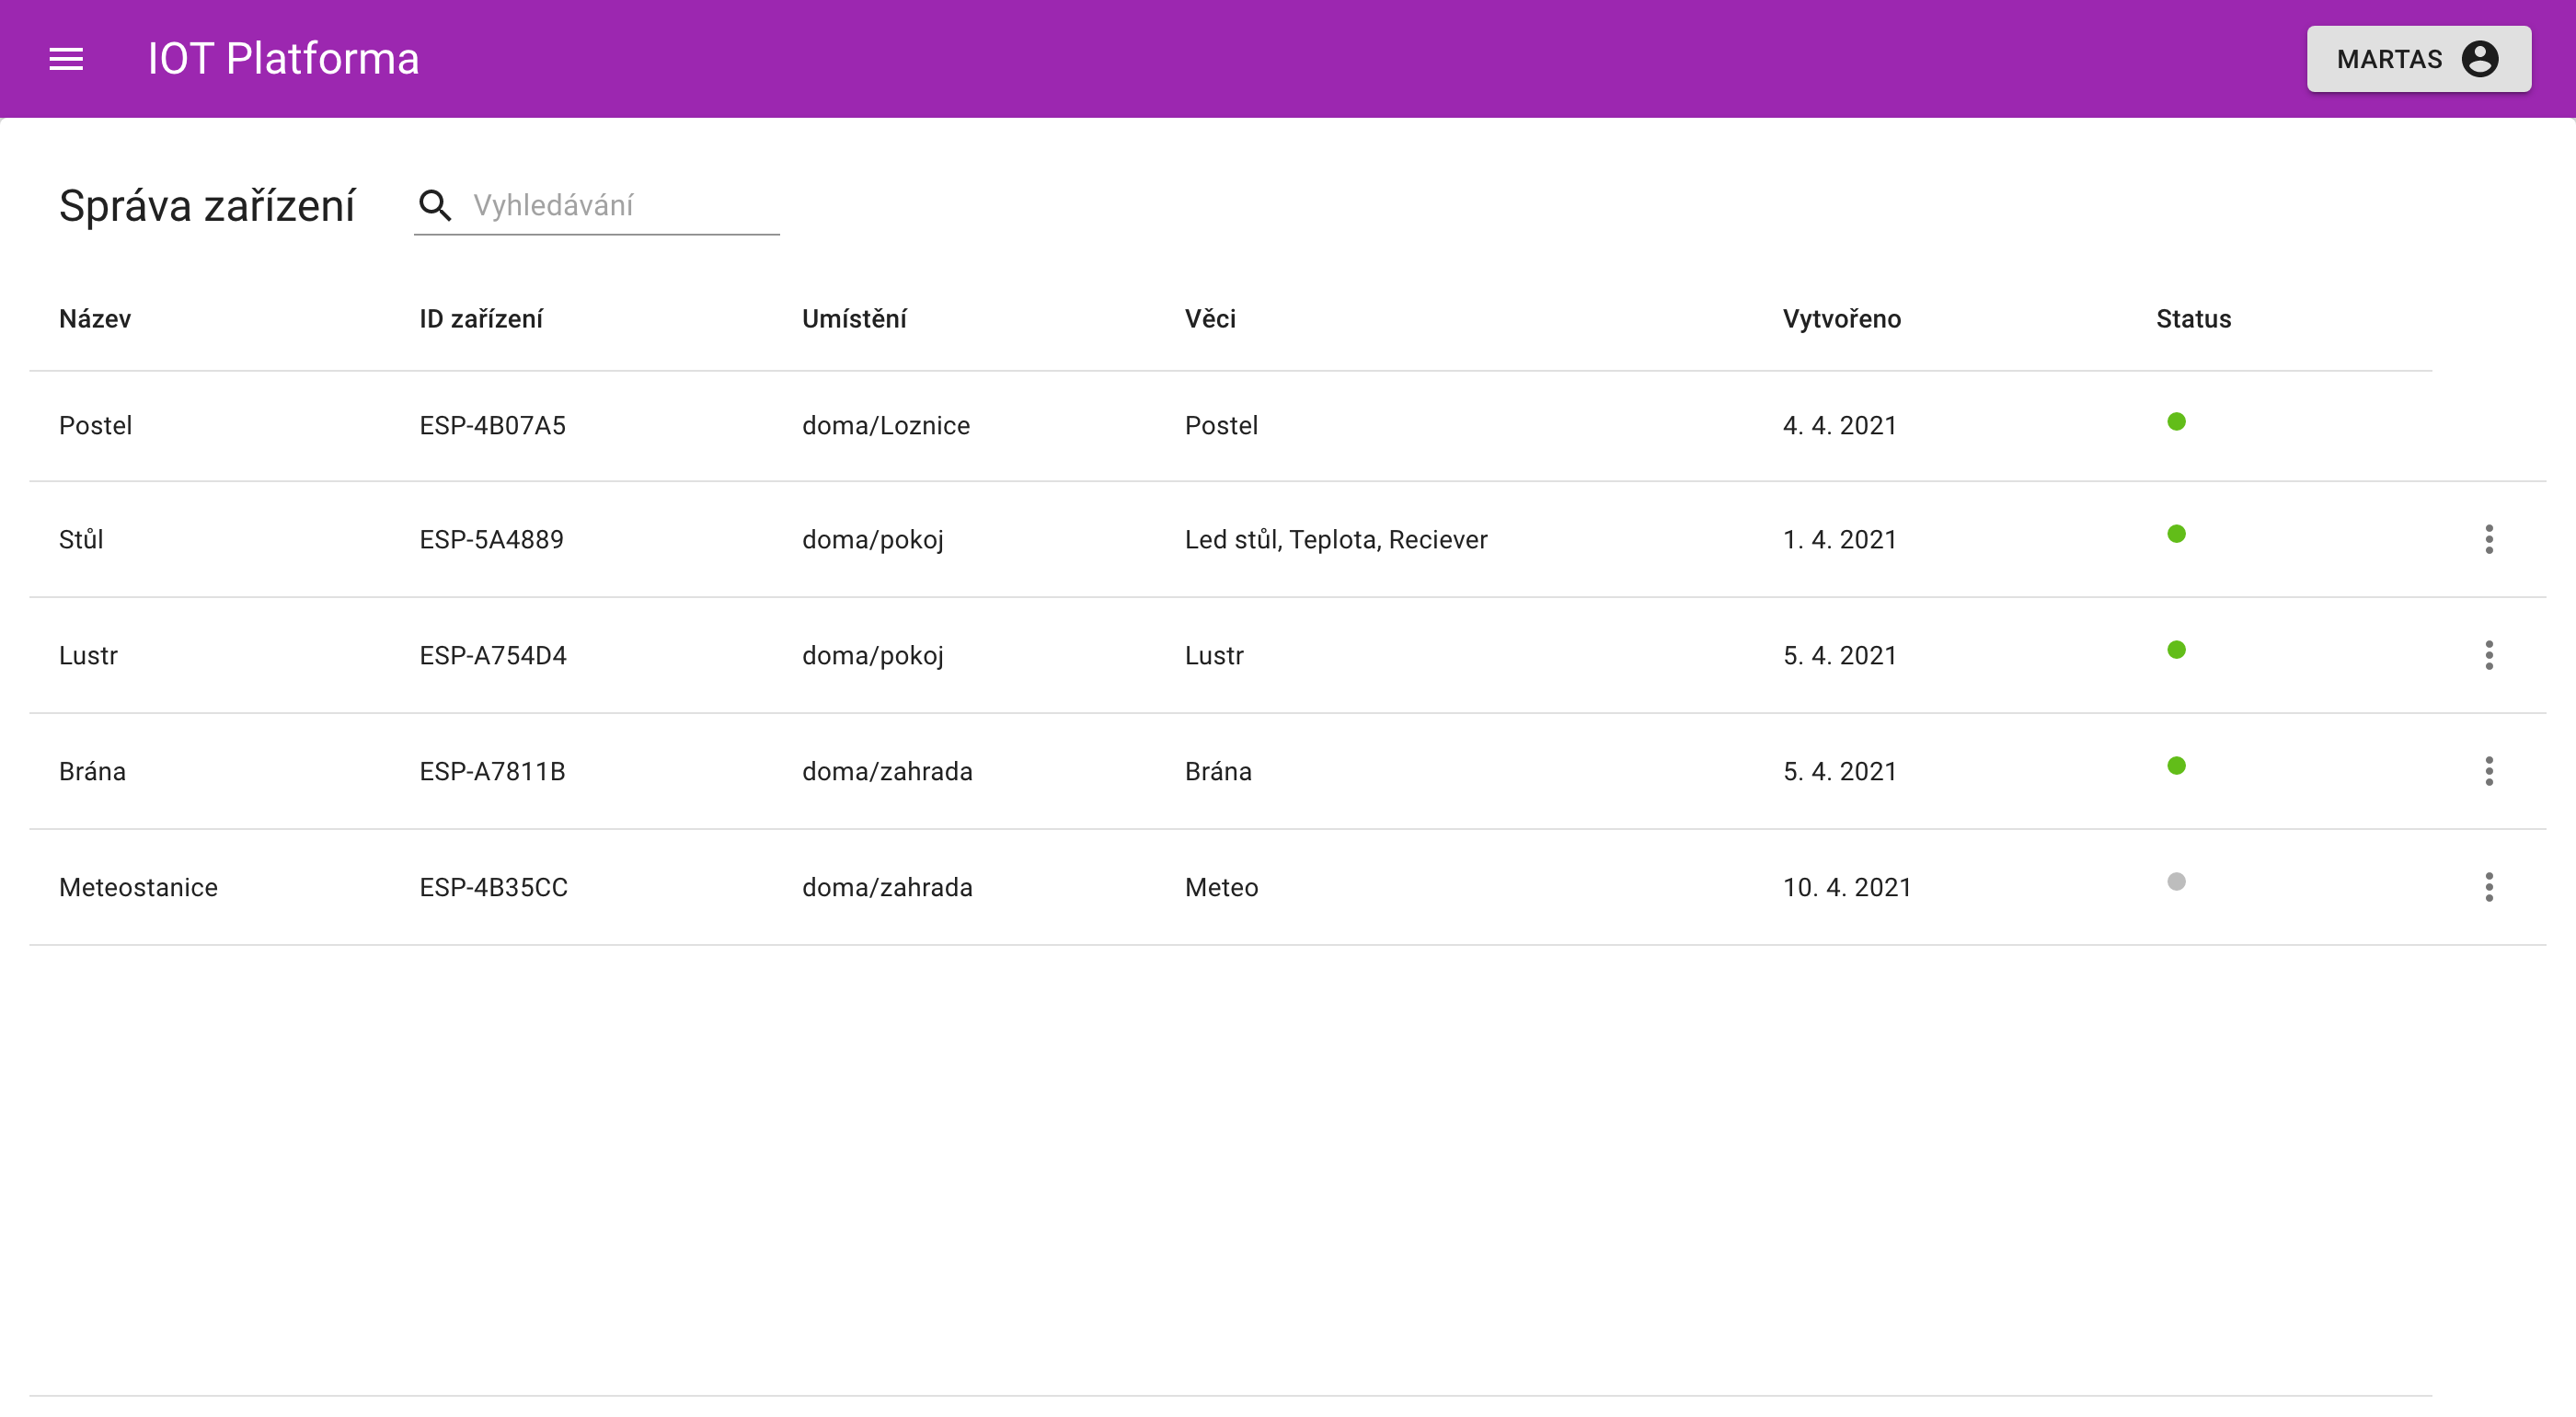 IOT Platforma
MARTAS
Správa zařízení
Vyhledávání
Název ID zařízení Umístění Věci Vytvořeno Status
Postel ESP-4B07A5 doma/Loznice Postel 4. 4. 2021
Stůl ESP-5A4889 doma/pokoj Led stůl, Teplota, Reciever 1. 4. 2021
Lustr ESP-A754D4 doma/pokoj Lustr 5. 4. 2021
Brána ESP-A7811B doma/zahrada Brána 5. 4. 2021
Meteostanice ESP-4B35CC doma/zahrada Meteo 10. 4. 2021